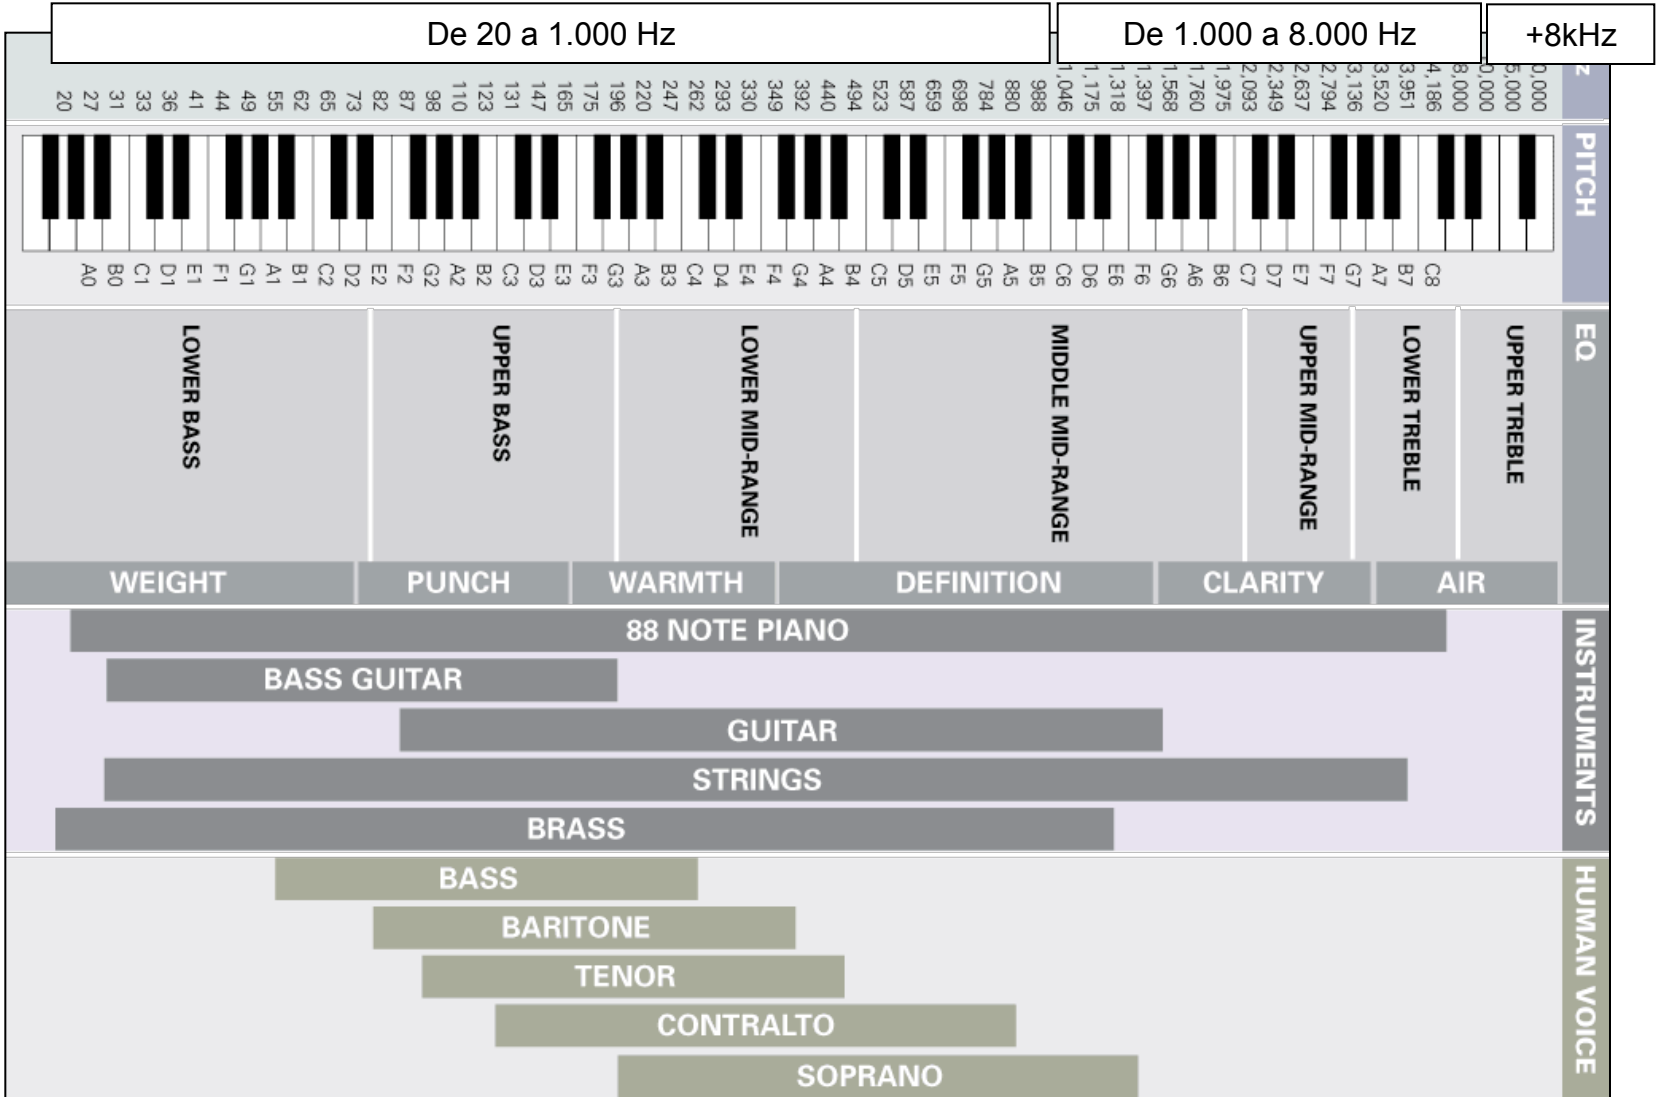 De 20 a 1.000 Hz
De 1.000 a 8.000 Hz
+8kHz
20 27 31 33 36 41 44 49 55 62 65 73 82 87 98 110 123 131 147 165 175 196 220 247 262 293 330 349 392 440 494 523 587 659 698 784 880 988 1,046 1,175 1,318 1,397 1,568 1,760 1,975 2,093 2,349 2,637 2,794 3,136 3,520 3,951 4,186 8,000 0,000 5,000 0,000
z
PITCH
A0 B0 C1 D1 E1 F1 G1 A1 B1 C2 D2 E2 F2 G2 A2 B2 C3 D3 E3 F3 G3 A3 B3 C4 D4 E4 F4 G4 A4 B4 C5 D5 E5 F5 G5 A5 B5 C6 D6 E6 F6 G6 A6 B6 C7 D7 E7 F7 G7 A7 B7 C8
LOWER BASS
UPPER BASS
LOWER MID-RANGE
MIDDLE MID-RANGE
UPPER MID-RANGE
LOWER TREBLE
UPPER TREBLE
EQ
WEIGHT
PUNCH
WARMTH
DEFINITION
CLARITY
AIR
88 NOTE PIANO
BASS GUITAR
GUITAR
STRINGS
BRASS
INSTRUMENTS
BASS
BARITONE
TENOR
CONTRALTO
SOPRANO
HUMAN VOICE